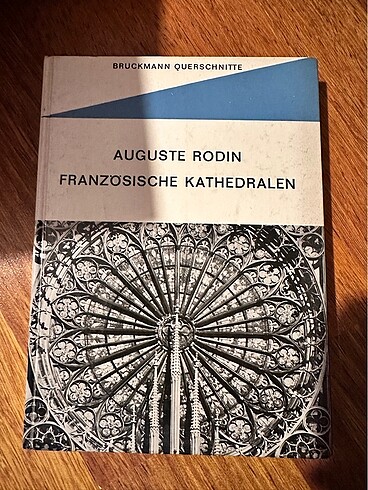 BRUCKMANN QUERSCHNITTE
AUGUSTE RODIN
FRANZÖSISCHE KATHEDRALEN